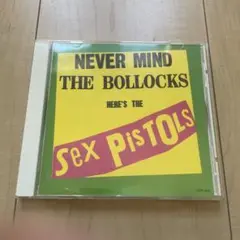 NEVER MIND
THE BOLLOCKS
HERE'S THE
Sex PisTOLs